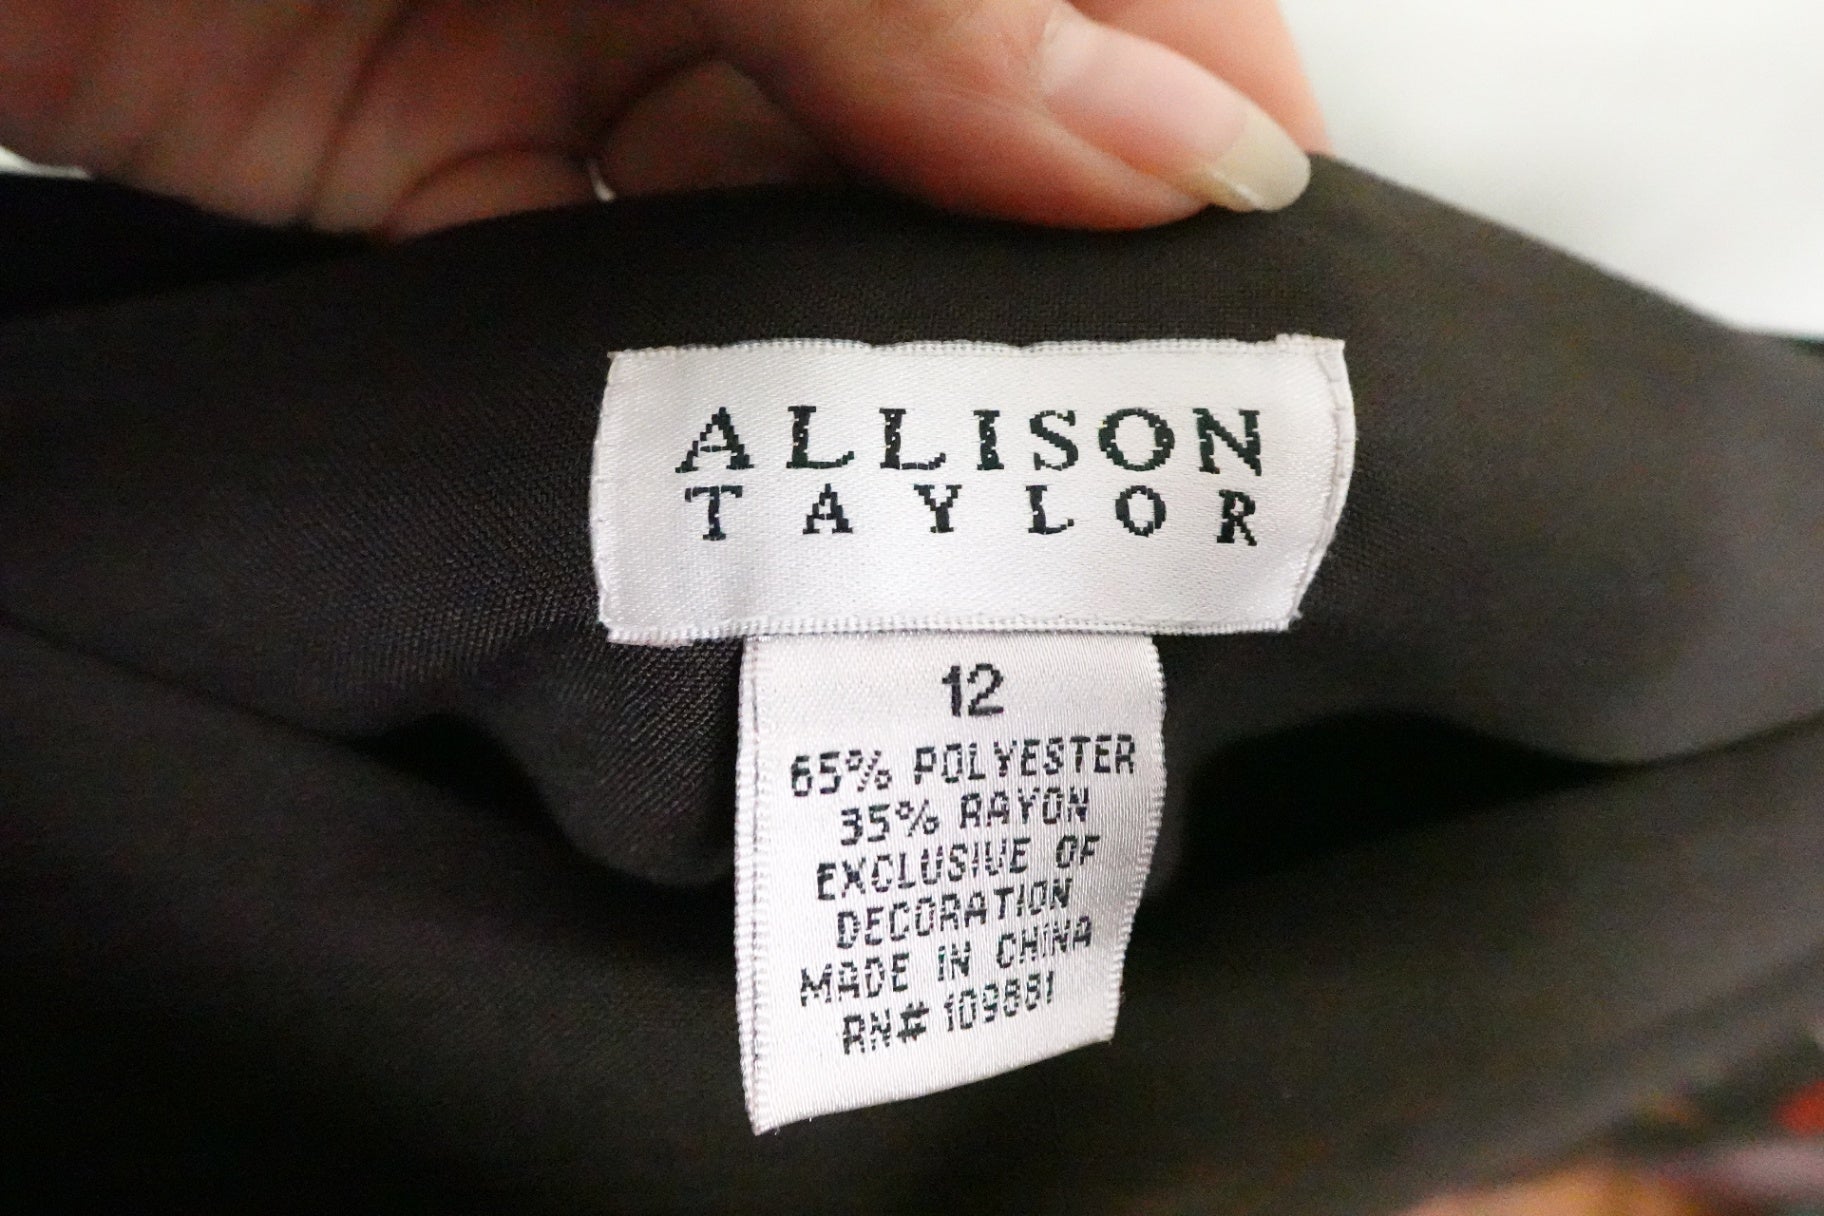 ALLISON
TAYLOR
12
65% POLYESTER
35% RAYON
EXCLUSIVE OF
DECORATION
MADE IN CHINA
RN# 109881